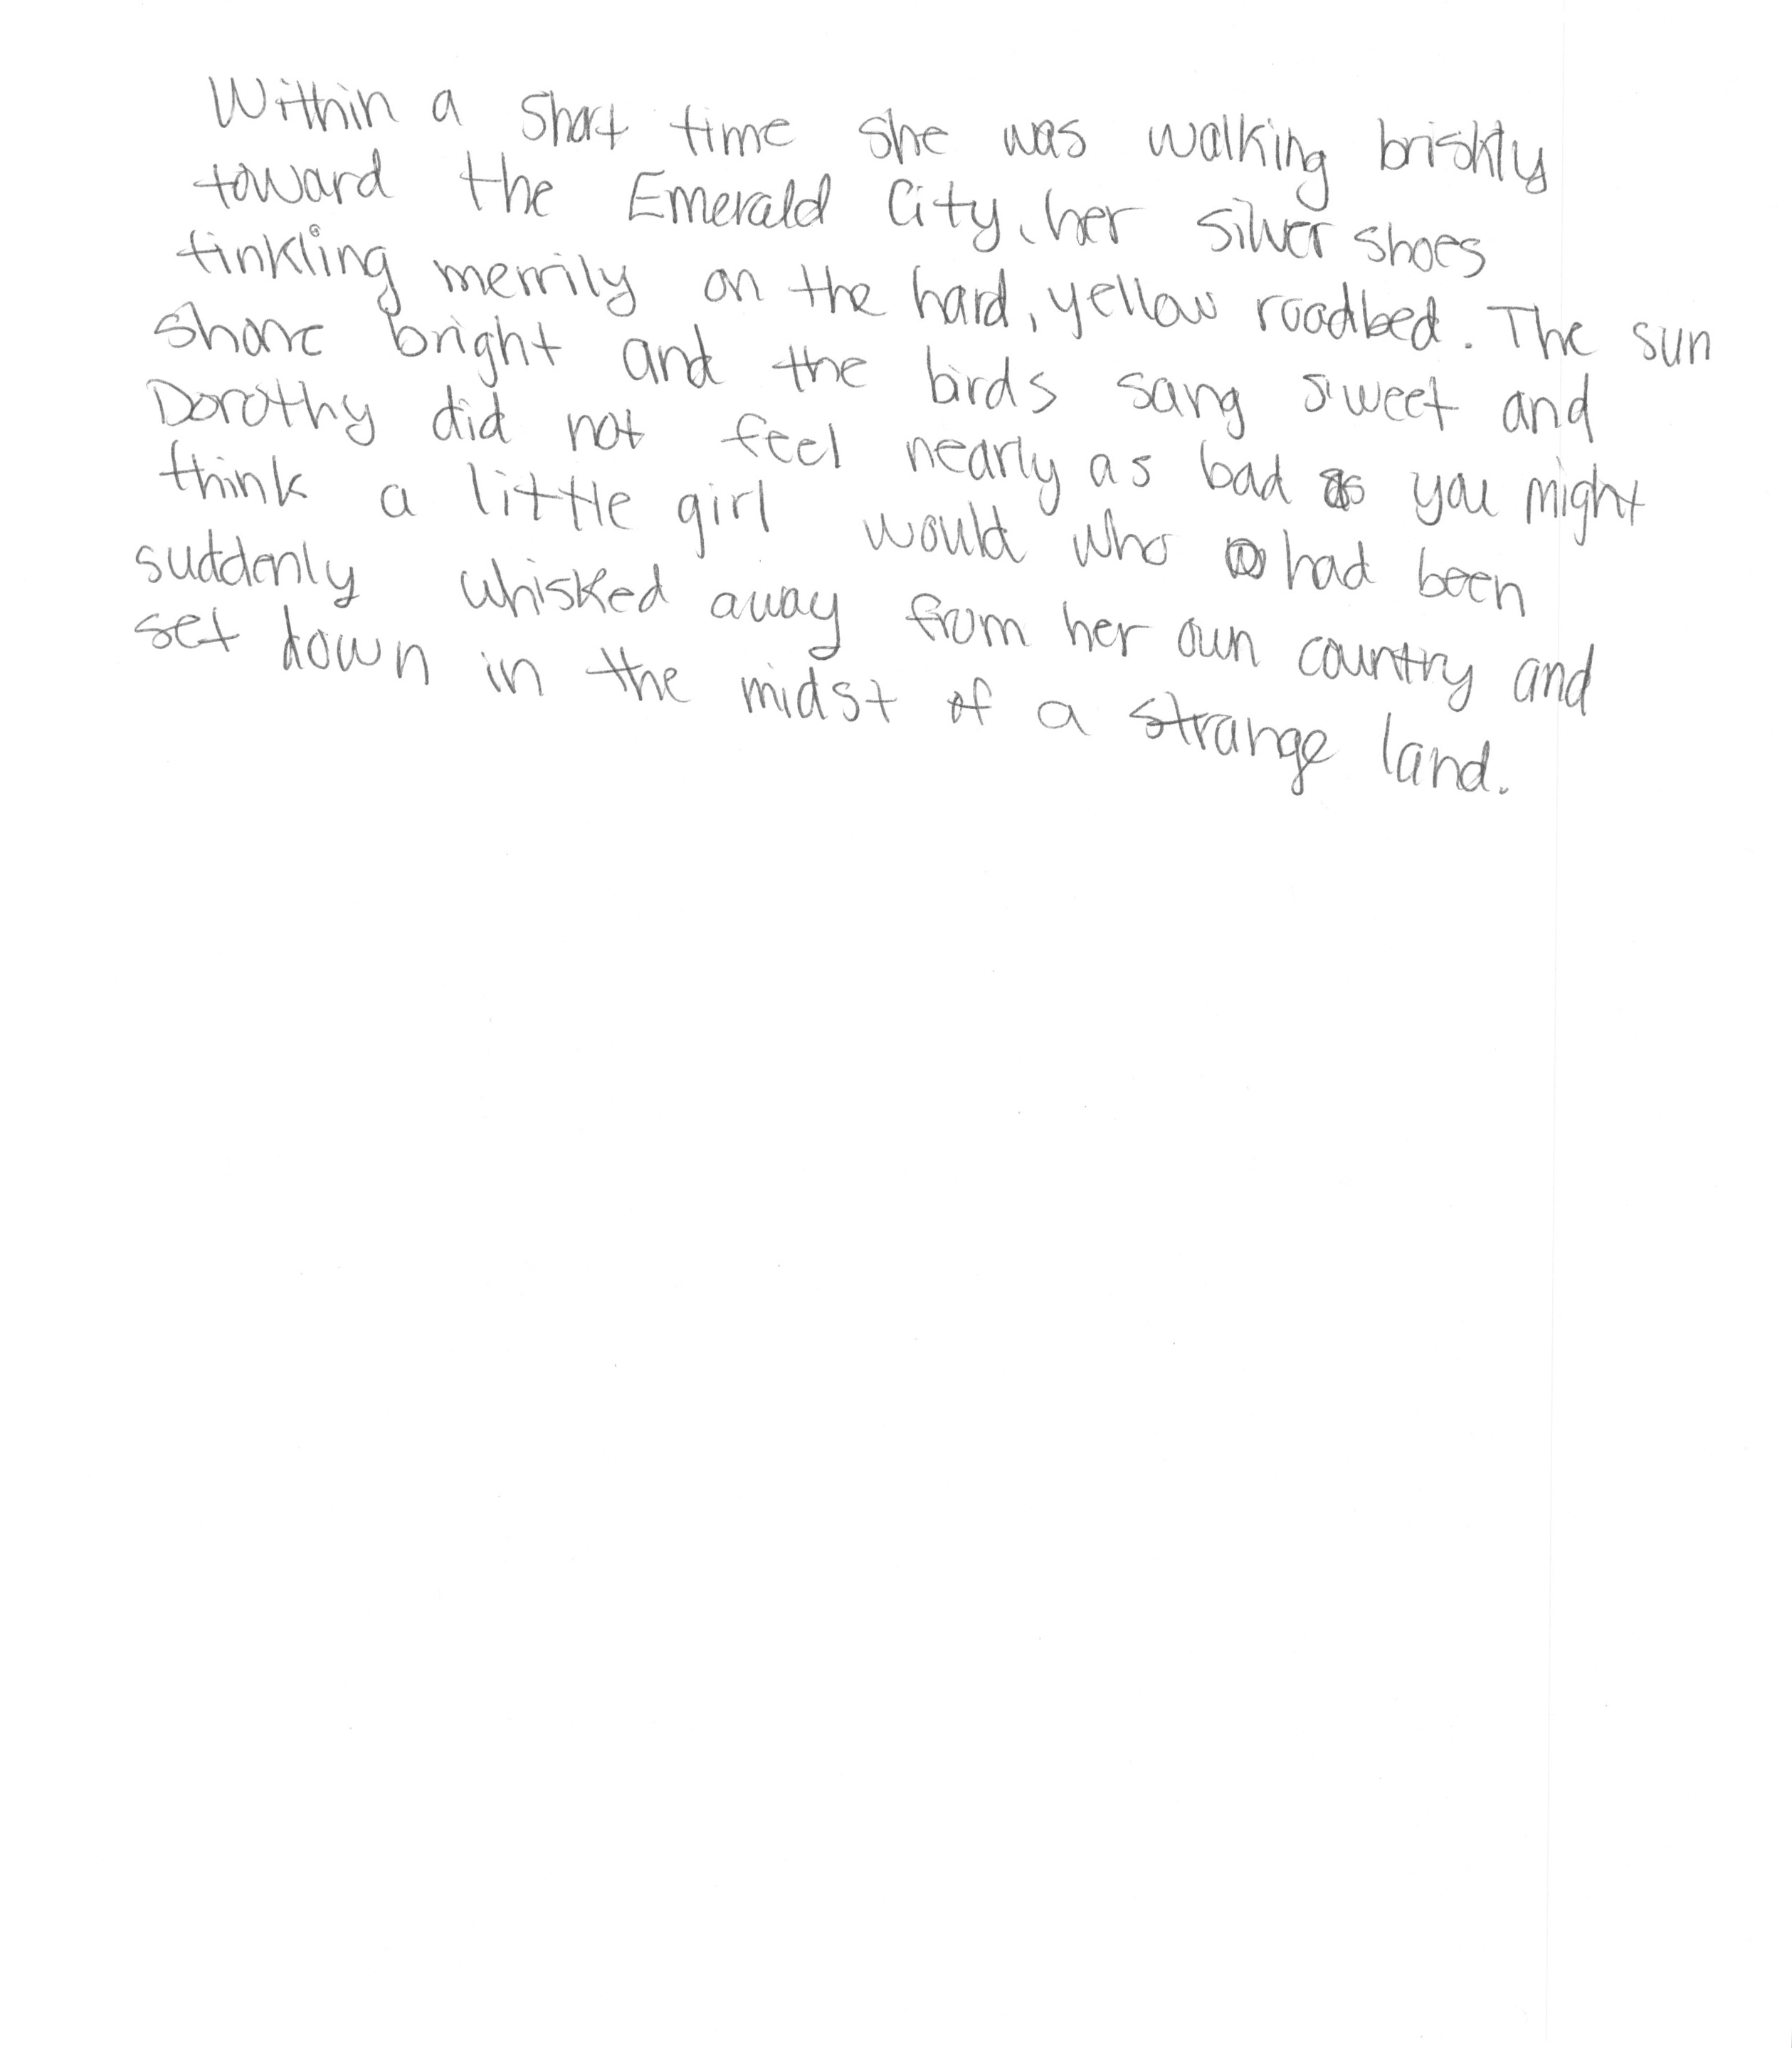 Within a short time she was walking briskly
toward the Emerald City, her silver shoes
tinkling merrily on the hard, yellow roadbed. The sun
shone bright and the birds sang sweet and
Dorothy did not feel nearly as bad as you might
think a little girl would who had been
suddenly whisked away from her own country and
set down in the midst of a strange land.